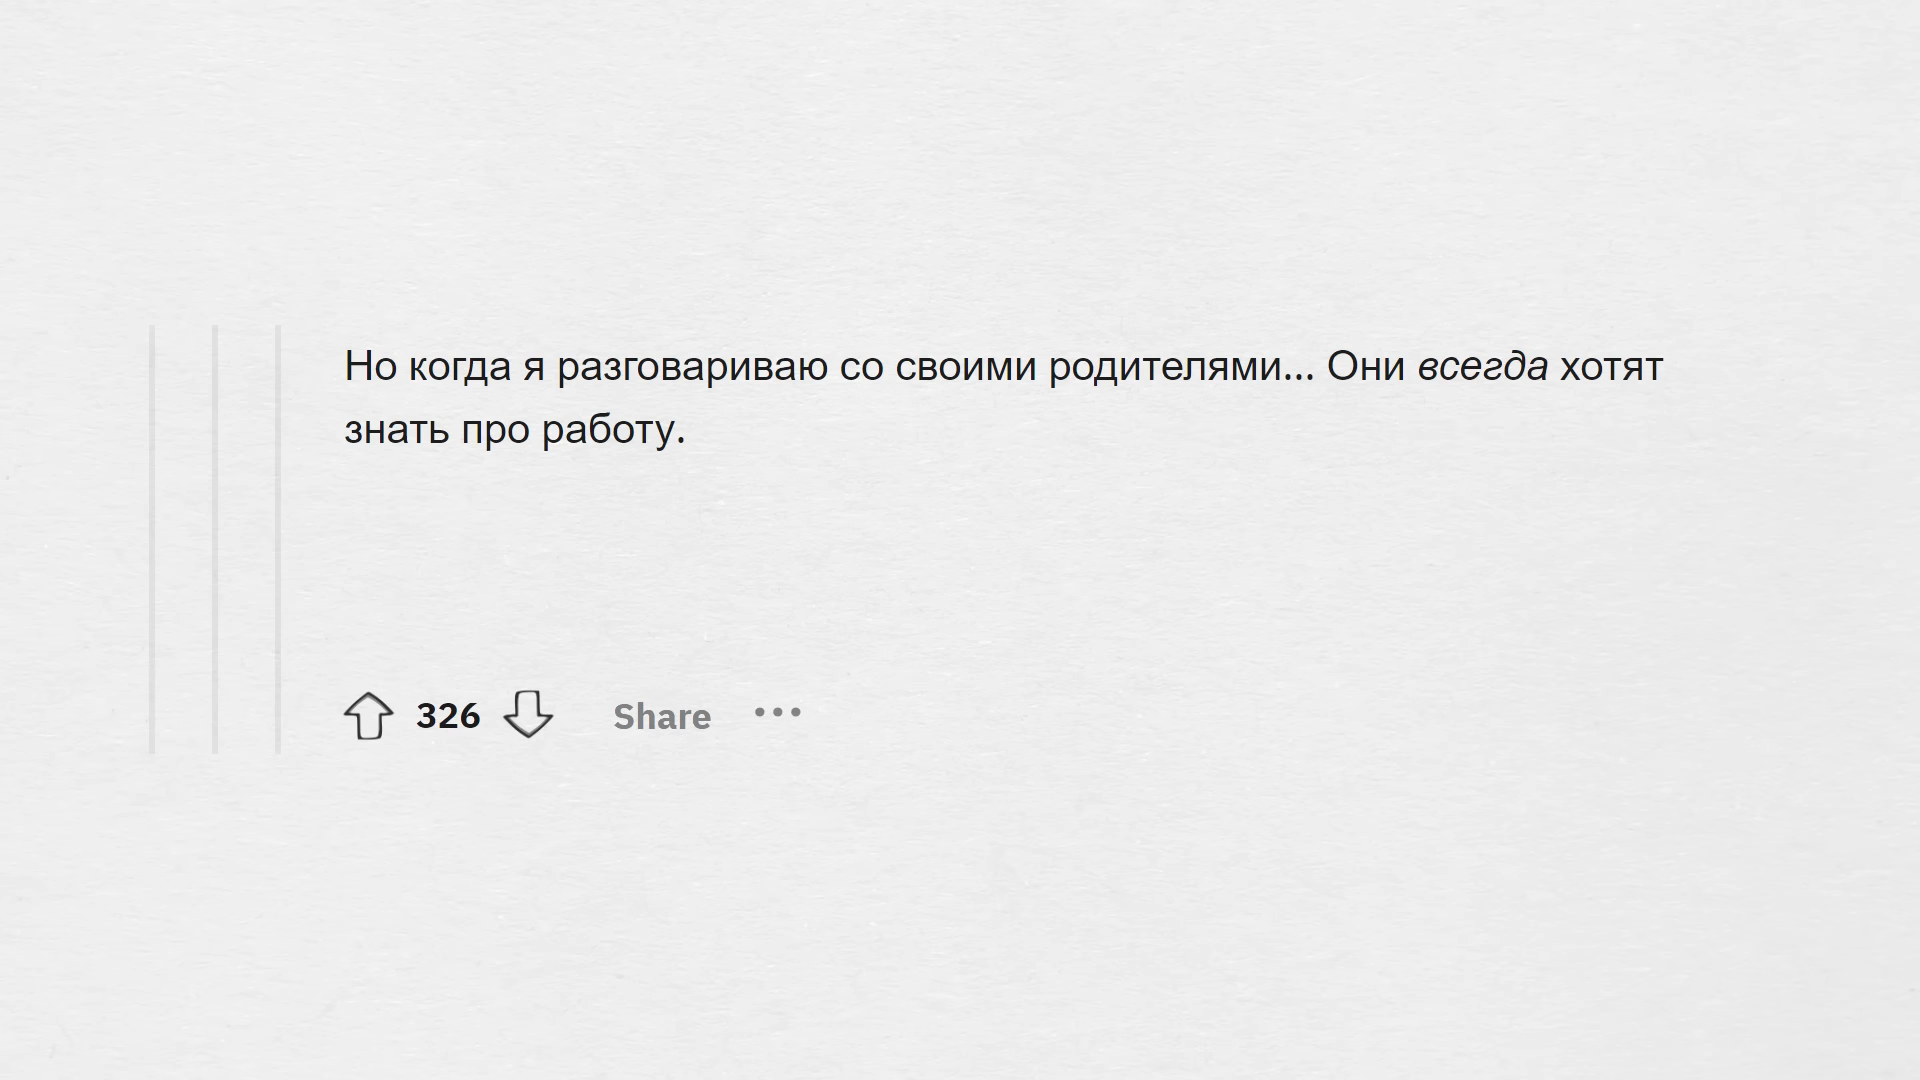 Но когда я разговариваю со своими родителями... Они всегда хотят
знать про работу.
326 Share